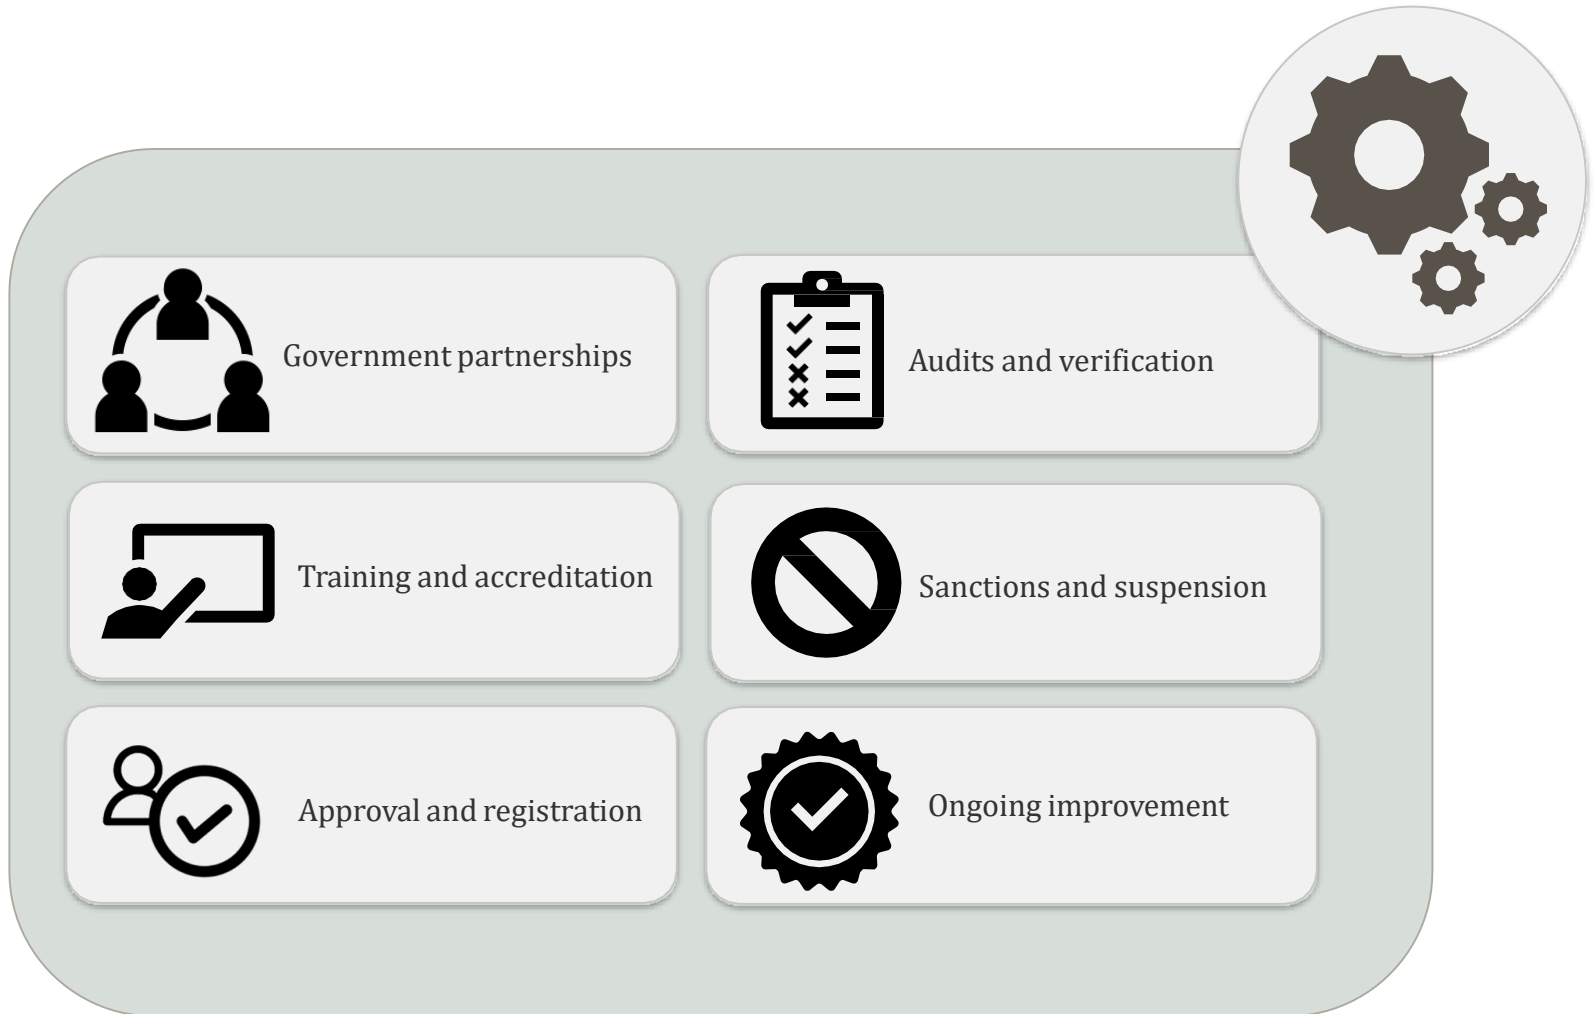 Government partnerships
Audits and verification
Training and accreditation
Sanctions and suspension
Approval and registration
Ongoing improvement